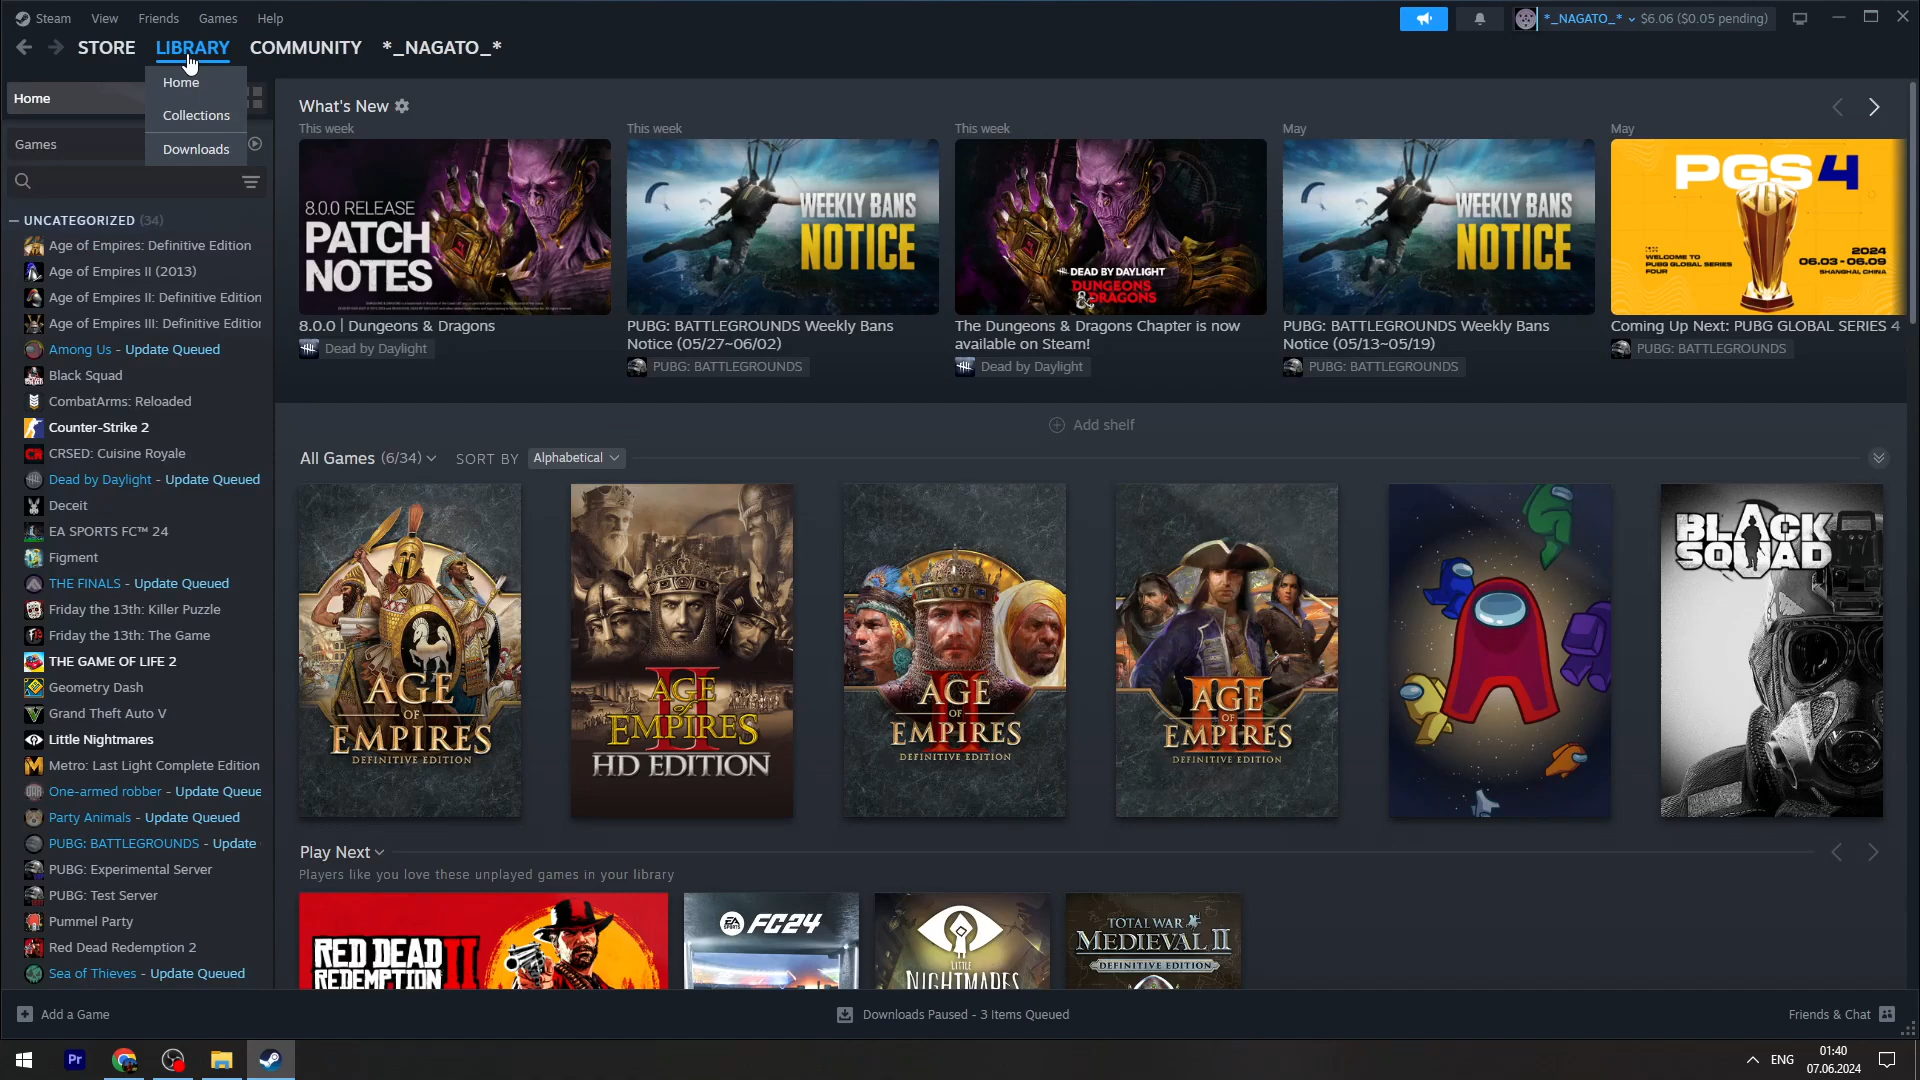 Steam View Friends Games Help
*_NAGATO_* $6.06 ($0.05 pending)
STORE LIBRARY COMMUNITY *_NAGATO_*
Home
Collections
Downloads
Home
Games
UNCATEGORIZED (34)
Age of Empires: Definitive Edition
Age of Empires II (2013)
Age of Empires II: Definitive Edition
Age of Empires III: Definitive Edition
Among Us - Update Queued
Black Squad
CombatArms: Reloaded
Counter-Strike 2
CRSED: Cuisine Royale
Dead by Daylight - Update Queued
Deceit
EA SPORTS FC™ 24
Figment
THE FINALS - Update Queued
Friday the 13th: Killer Puzzle
Friday the 13th: The Game
THE GAME OF LIFE 2
Geometry Dash
Grand Theft Auto V
Little Nightmares
Metro: Last Light Complete Edition
One-armed robber - Update Queue
Party Animals - Update Queued
PUBG: BATTLEGROUNDS - Update
PUBG: Experimental Server
PUBG: Test Server
Pummel Party
Red Dead Redemption 2
Sea of Thieves - Update Queued
What's New
This week
8.0.0 RELEASE
PATCH
NOTES
8.0.0 | Dungeons & Dragons
Dead by Daylight
This week
WEEKLY BANS
NOTICE
PUBG: BATTLEGROUNDS Weekly Bans
Notice (05/27~06/02)
PUBG: BATTLEGROUNDS
This week
DEAD BY DAYLIGHT
DUNGEONS
& DRAGONS
The Dungeons & Dragons Chapter is now
available on Steam!
Dead by Daylight
May
WEEKLY BANS
NOTICE
PUBG: BATTLEGROUNDS Weekly Bans
Notice (05/13~05/19)
PUBG: BATTLEGROUNDS
May
PGS 4
WELCOME TO
PUBG GLOBAL SERIES
FOUR
2024
06.03 - 06.09
SHANGHAI, CHINA
Coming Up Next: PUBG GLOBAL SERIES 4
PUBG: BATTLEGROUNDS
Add shelf
All Games (6/34) SORT BY Alphabetical
AGE
OF
EMPIRES
DEFINITIVE EDITION
II
AGE
of
EMPIRES
HD EDITION
II
AGE
OF
EMPIRES
DEFINITIVE EDITION
III
AGE
OF
EMPIRES
DEFINITIVE EDITION
BLACK
SQUAD
Play Next
Players like you love these unplayed games in your library
RED DEAD
REDEMPTION II
EA SPORTS FC24
LITTLE
NIGHTMARES
TOTAL WAR
MEDIEVAL II
DEFINITIVE EDITION
Add a Game
Downloads Paused - 3 Items Queued
Friends & Chat
Pr
ENG
01:40
07.06.2024